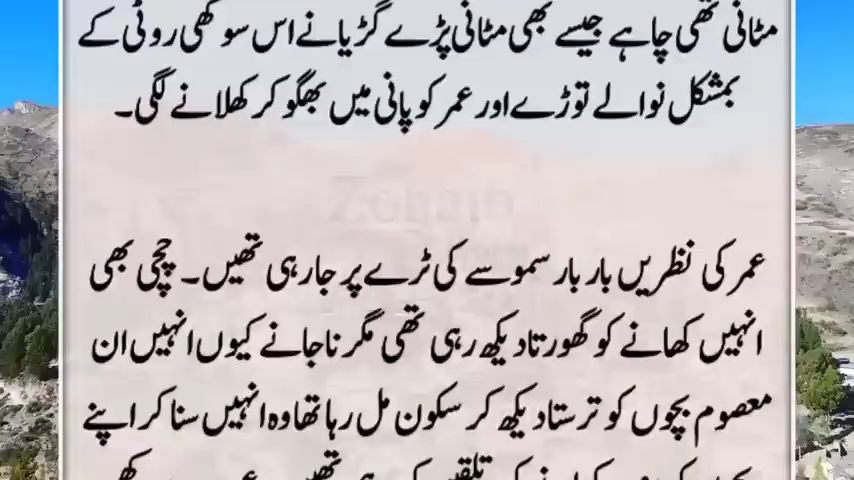 مٹانی تھی چاہے جیسے بھی مٹانی پڑے گڑیا نے اس سوکھی روٹی کے
بمشکل نوالے توڑے اور عمر کو پانی میں بھگو کر کھلانے لگی۔
Zohaib
عمر کی نظریں بار بار سموسے کی ٹرے پر جا رہی تھیں۔ چچی بھی
انہیں کھانے کو گھورتا دیکھ رہی تھی مگر نا جانے کیوں انہیں ان
معصوم بچوں کو ترستا دیکھ کر سکون مل رہا تھا وہ انہیں سنا کر اپنے